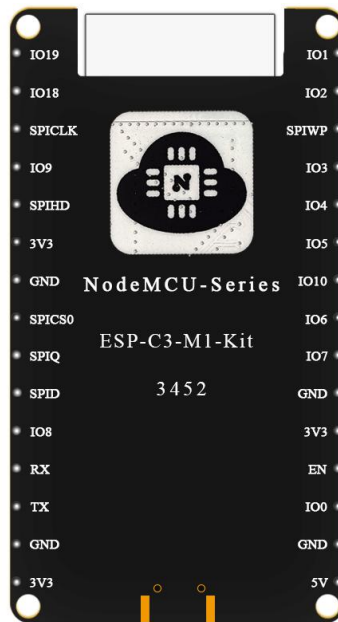 IO19 IO1
IO18 IO2
SPICLK SPIWP
IO9 IO3
SPIHD IO4
3V3 IO5
GND IO10
NodeMCU-Series
SPICS0 IO6
ESP-C3-M1-Kit
SPIQ IO7
SPID GND
3452
IO8 3V3
RX EN
TX IO0
GND GND
3V3 5V